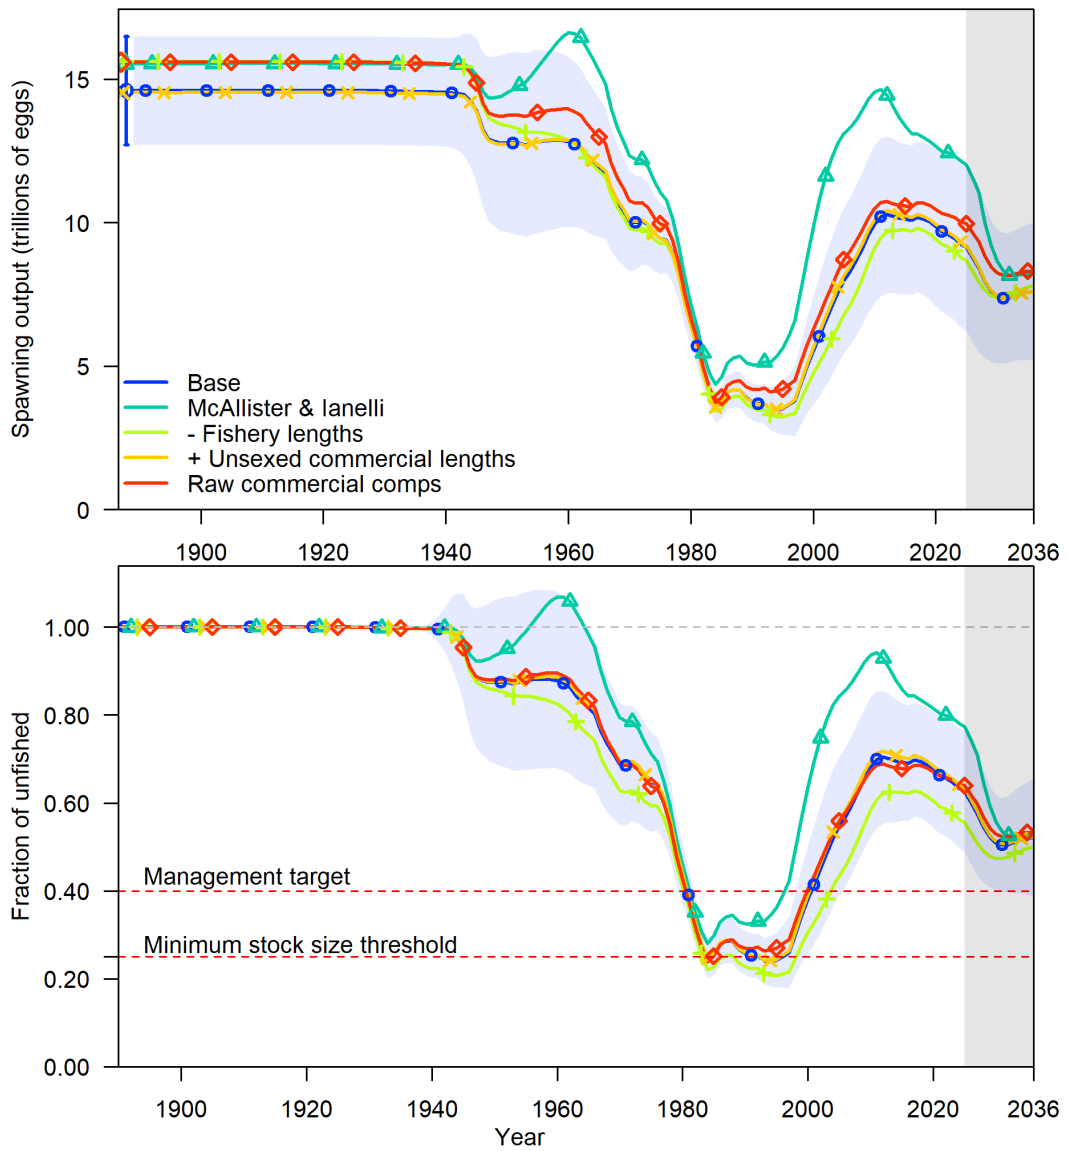 Spawning output (trillions of eggs)
15
10
5
0
Base
McAllister & Ianelli
- Fishery lengths
+ Unsexed commercial lengths
Raw commercial comps
1900 1920 1940 1960 1980 2000 2020 2036
Fraction of unfished
1.00
0.80
0.60
0.40
0.20
0.00
Management target
Minimum stock size threshold
1900 1920 1940 1960 1980 2000 2020 2036
Year